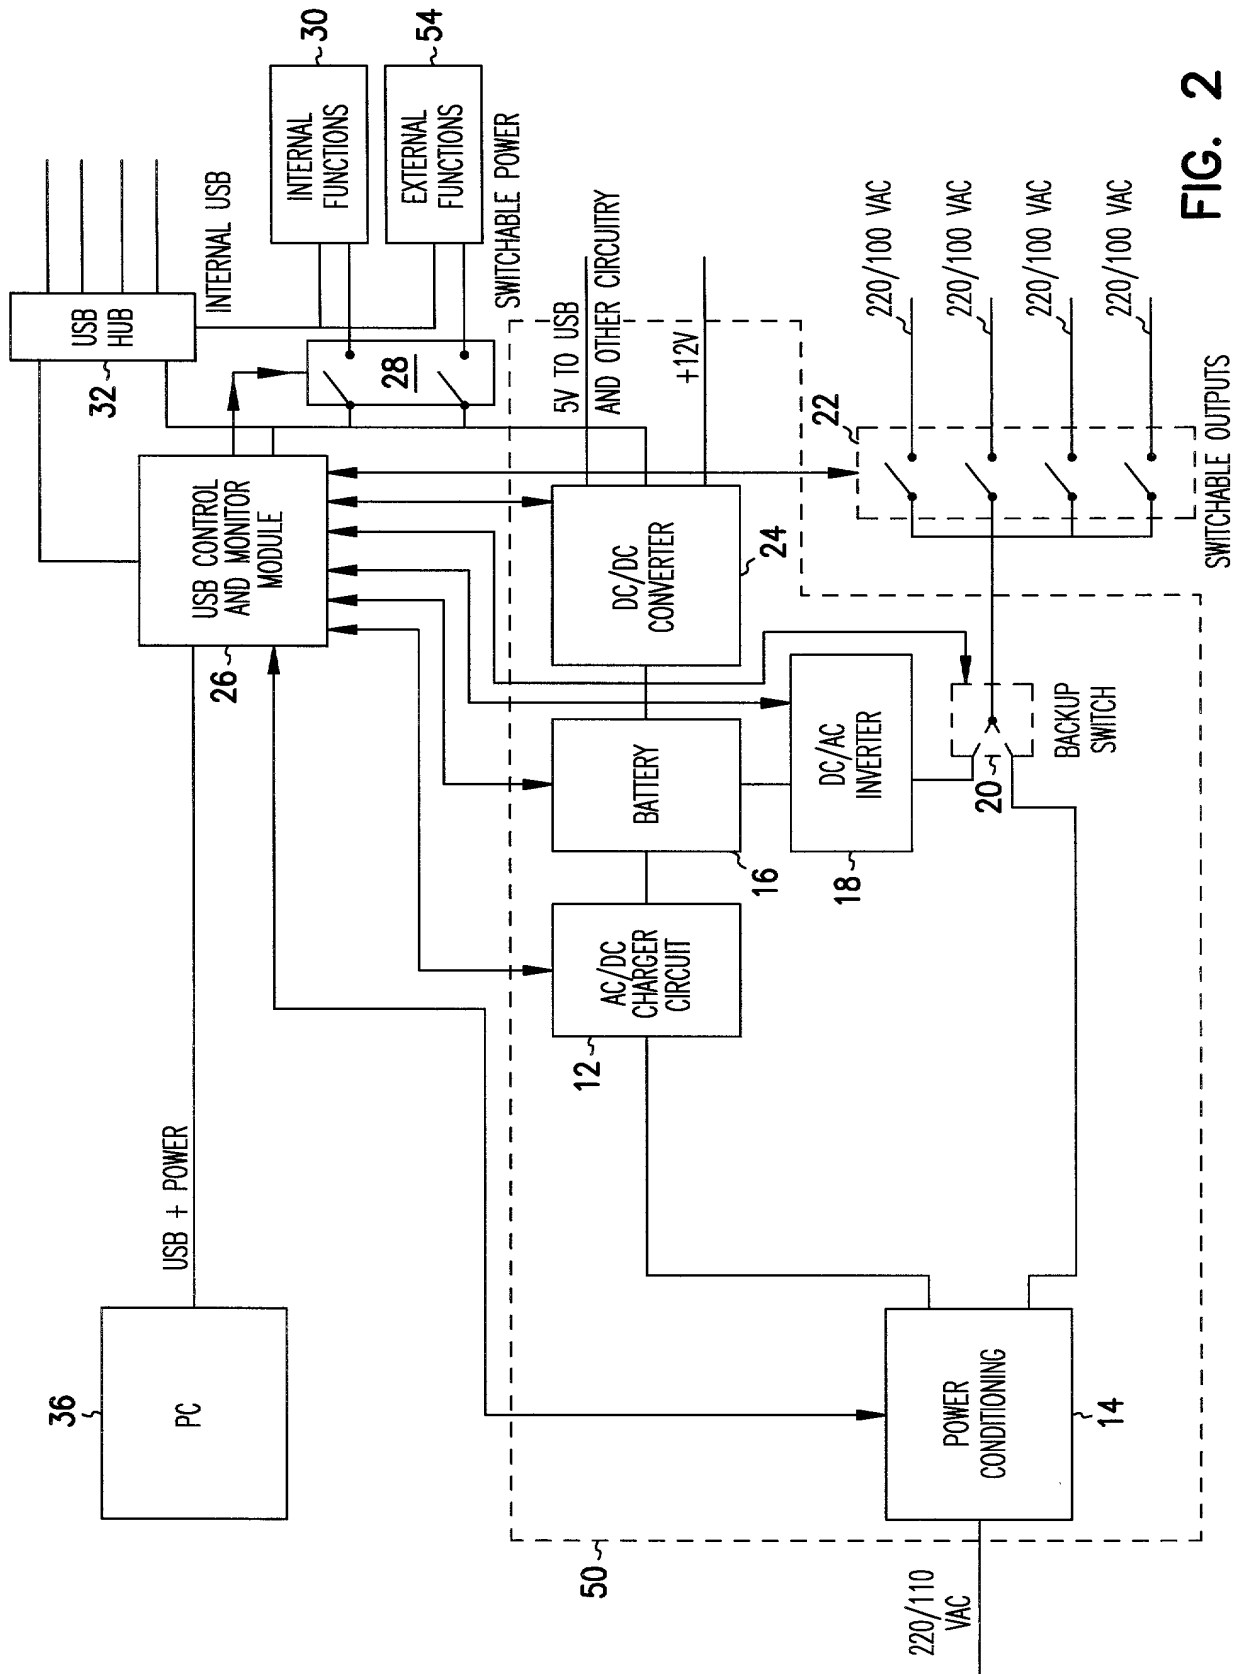 36
PC
USB + POWER
26
USB CONTROL
AND MONITOR
MODULE
32
USB
HUB
INTERNAL USB
28
INTERNAL
FUNCTIONS
30
EXTERNAL
FUNCTIONS
54
SWITCHABLE POWER
50
220/110
VAC
POWER
CONDITIONING
14
12
AC/DC
CHARGER
CIRCUIT
BATTERY
16
DC/DC
CONVERTER
24
5V TO USB
AND OTHER CIRCUITRY
+12V
DC/AC
INVERTER
18
20
BACKUP
SWITCH
22
220/100 VAC
220/100 VAC
220/100 VAC
220/100 VAC
SWITCHABLE OUTPUTS
FIG. 2